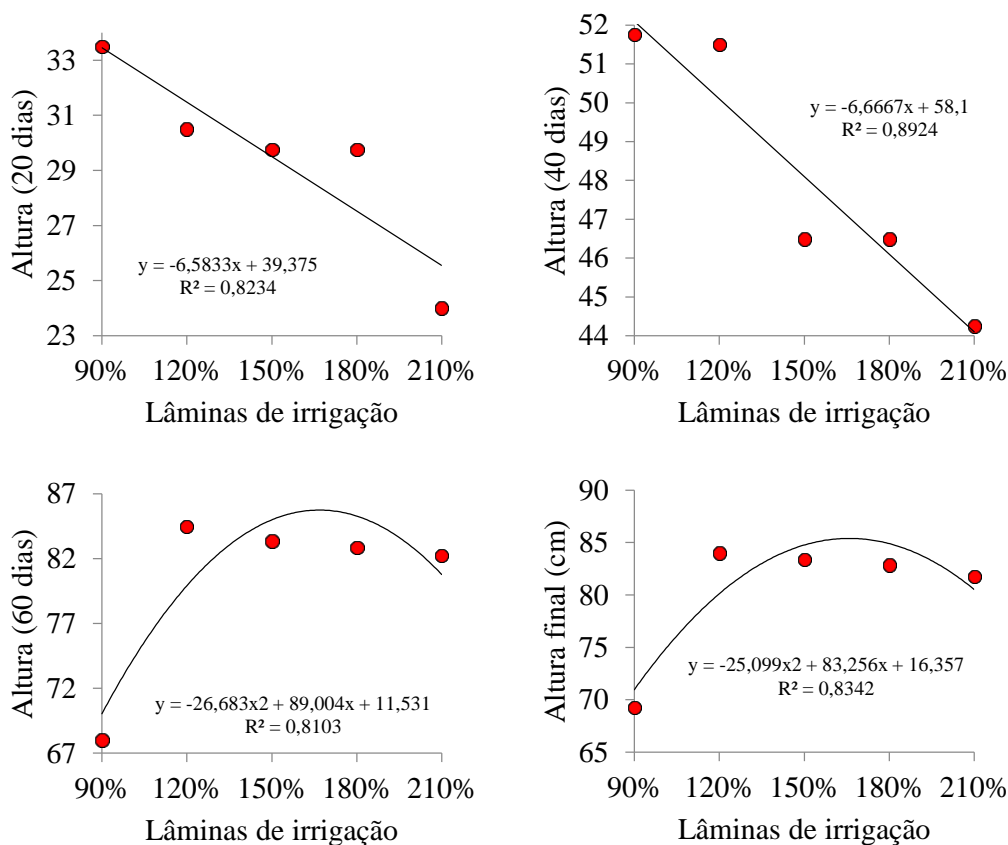 Altura (20 dias)
33
31
29
27
25
23
y = -6,5833x + 39,375
R² = 0,8234
90% 120% 150% 180% 210%
Lâminas de irrigação
Altura (40 dias)
52
51
50
49
48
47
46
45
44
y = -6,6667x + 58,1
R² = 0,8924
90% 120% 150% 180% 210%
Lâminas de irrigação
Altura (60 dias)
87
82
77
72
67
y = -26,683x2 + 89,004x + 11,531
R² = 0,8103
90% 120% 150% 180% 210%
Lâminas de irrigação
Altura final (cm)
90
85
80
75
70
65
y = -25,099x2 + 83,256x + 16,357
R² = 0,8342
90% 120% 150% 180% 210%
Lâminas de irrigação